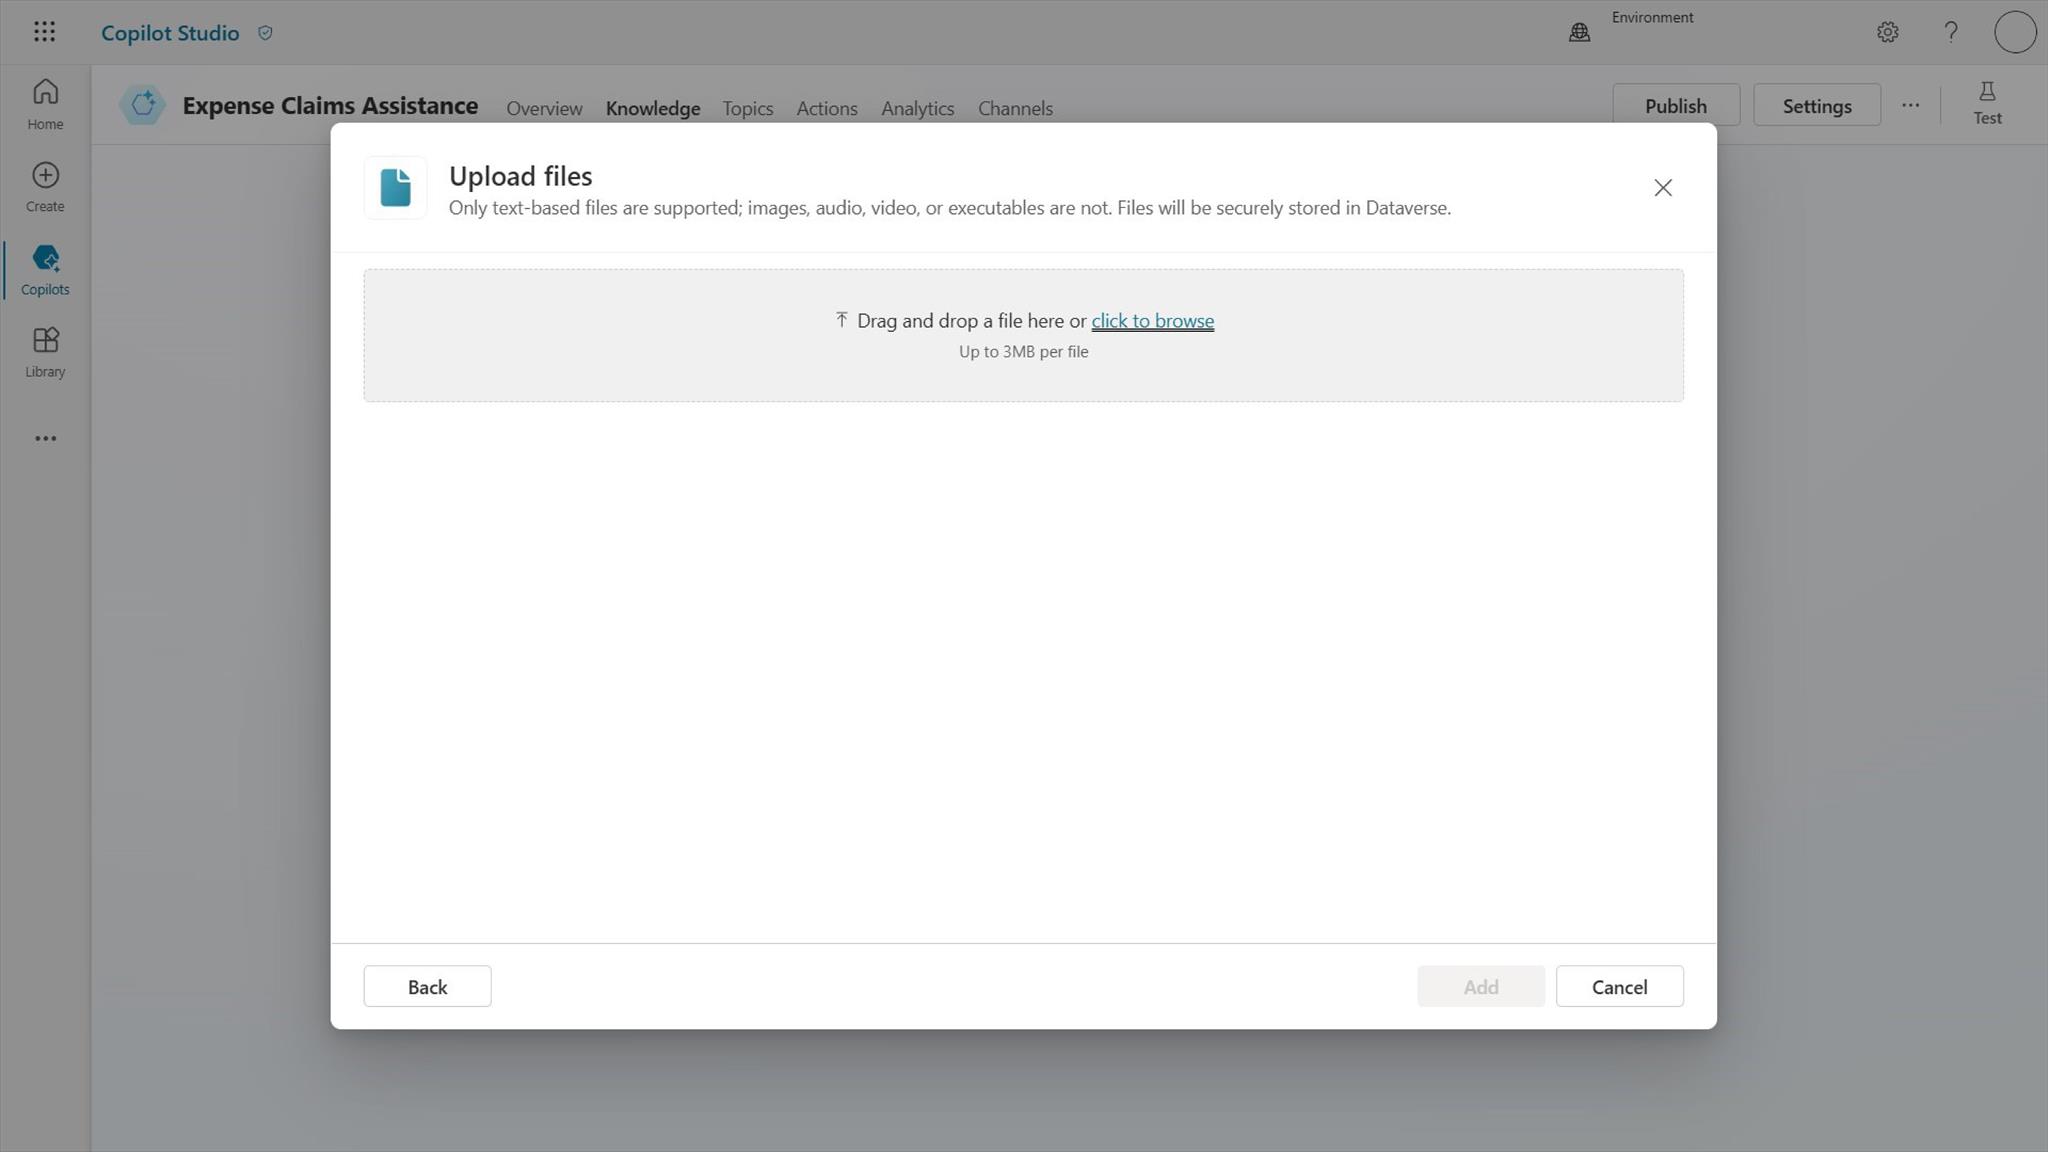 Copilot Studio
Environment
Home
Create
Copilots
Library
Expense Claims Assistance
Overview
Knowledge
Topics
Actions
Analytics
Channels
Publish
Settings
Test
Upload files
Only text-based files are supported; images, audio, video, or executables are not. Files will be securely stored in Dataverse.
Drag and drop a file here or click to browse
Up to 3MB per file
Back
Add
Cancel